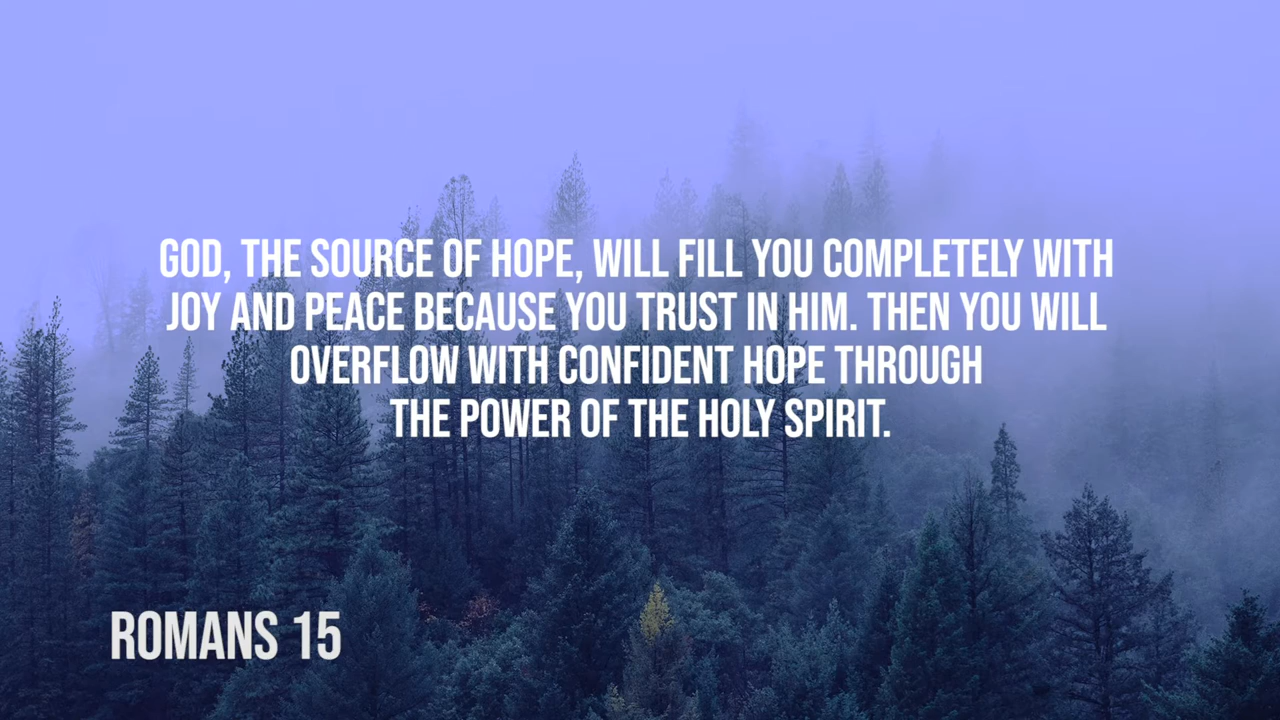 GOD, THE SOURCE OF HOPE, WILL FILL YOU COMPLETELY WITH
JOY AND PEACE BECAUSE YOU TRUST IN HIM. THEN YOU WILL
OVERFLOW WITH CONFIDENT HOPE THROUGH
THE POWER OF THE HOLY SPIRIT.
ROMANS 15